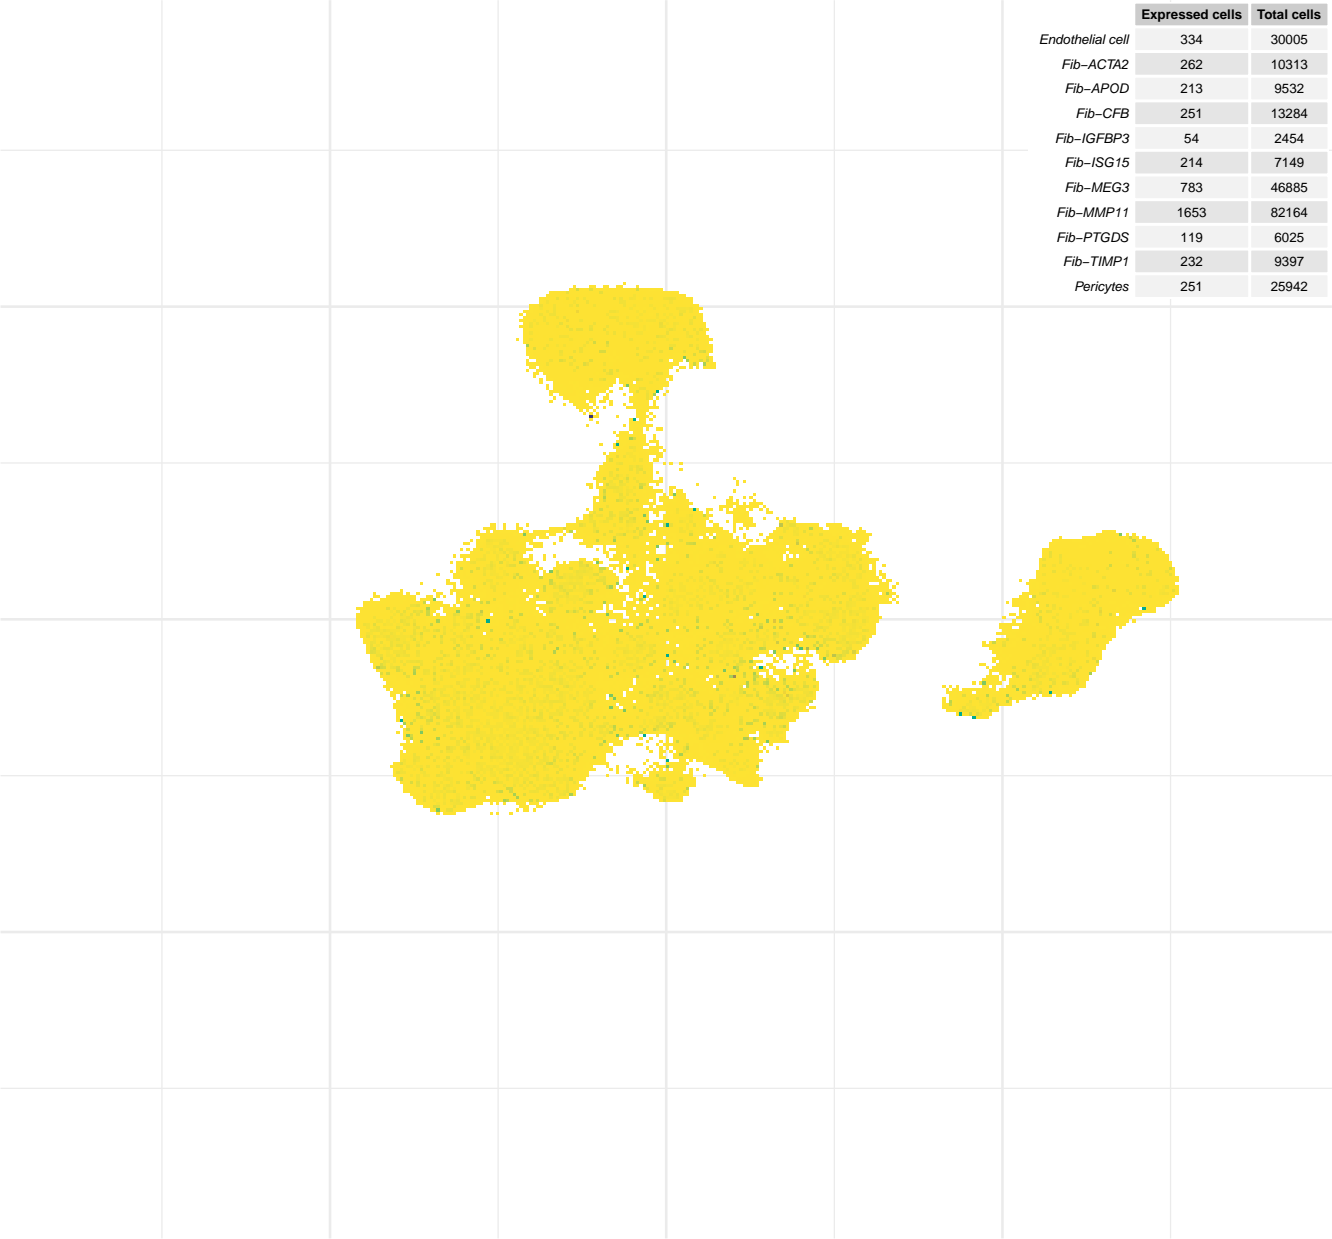 Expressed cells Total cells
Endothelial cell 334 30005
Fib−ACTA2 262 10313
Fib−APOD 213 9532
Fib−CFB 251 13284
Fib−IGFBP3 54 2454
Fib−ISG15 214 7149
Fib−MEG3 783 46885
Fib−MMP11 1653 82164
Fib−PTGDS 119 6025
Fib−TIMP1 232 9397
Pericytes 251 25942